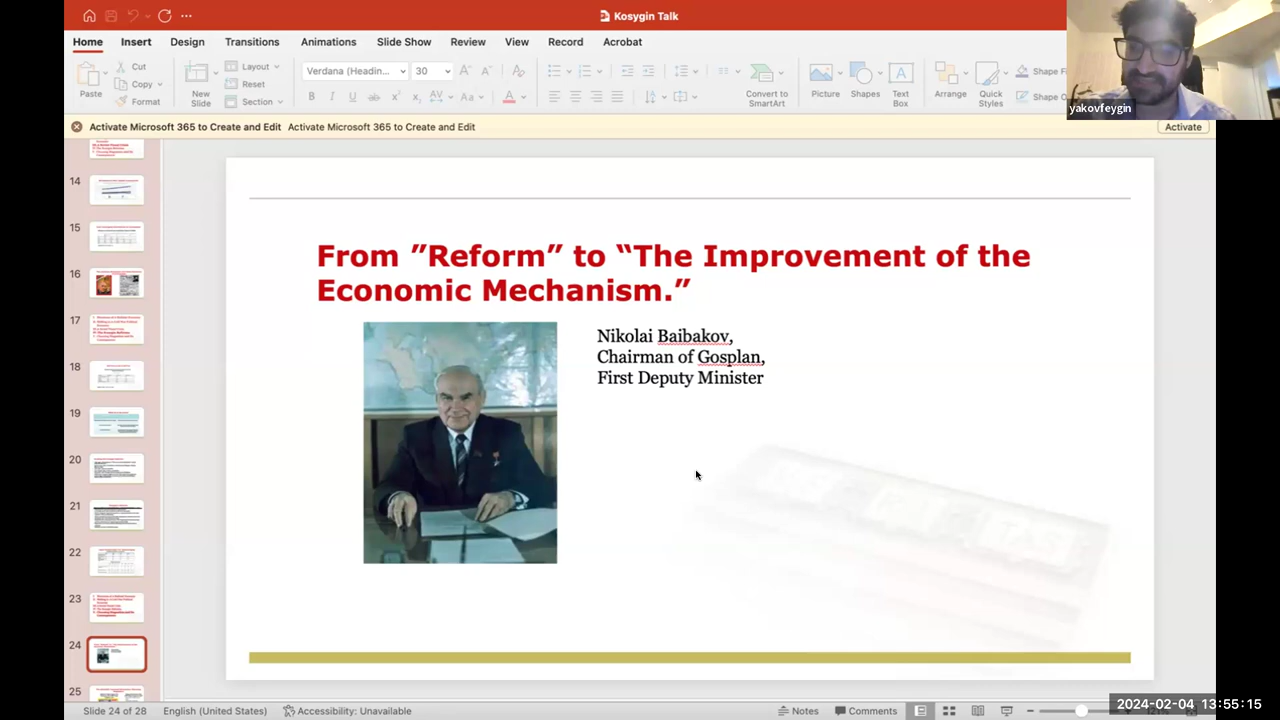 Kosygin Talk
Home Insert Design Transitions Animations Slide Show Review View Record Acrobat
Paste
Cut
Copy
Format
New
Slide
Layout
Reset
Section
Verdana (Headin... 30
Convert to
SmartArt
Picture
Shapes
Text
Box
Arrange
Quick
Styles
Shape F
Shape O
yakovfeygin
Activate Microsoft 365 to Create and Edit Activate Microsoft 365 to Create and Edit Activate
14
15
16
17
18
19
20
21
22
23
24
25
From ”Reform” to “The Improvement of the
Economic Mechanism.”
Nikolai Baibakov,
Chairman of Gosplan,
First Deputy Minister
Slide 24 of 28 English (United States) Accessibility: Unavailable Notes Comments
2024-02-04 13:55:15